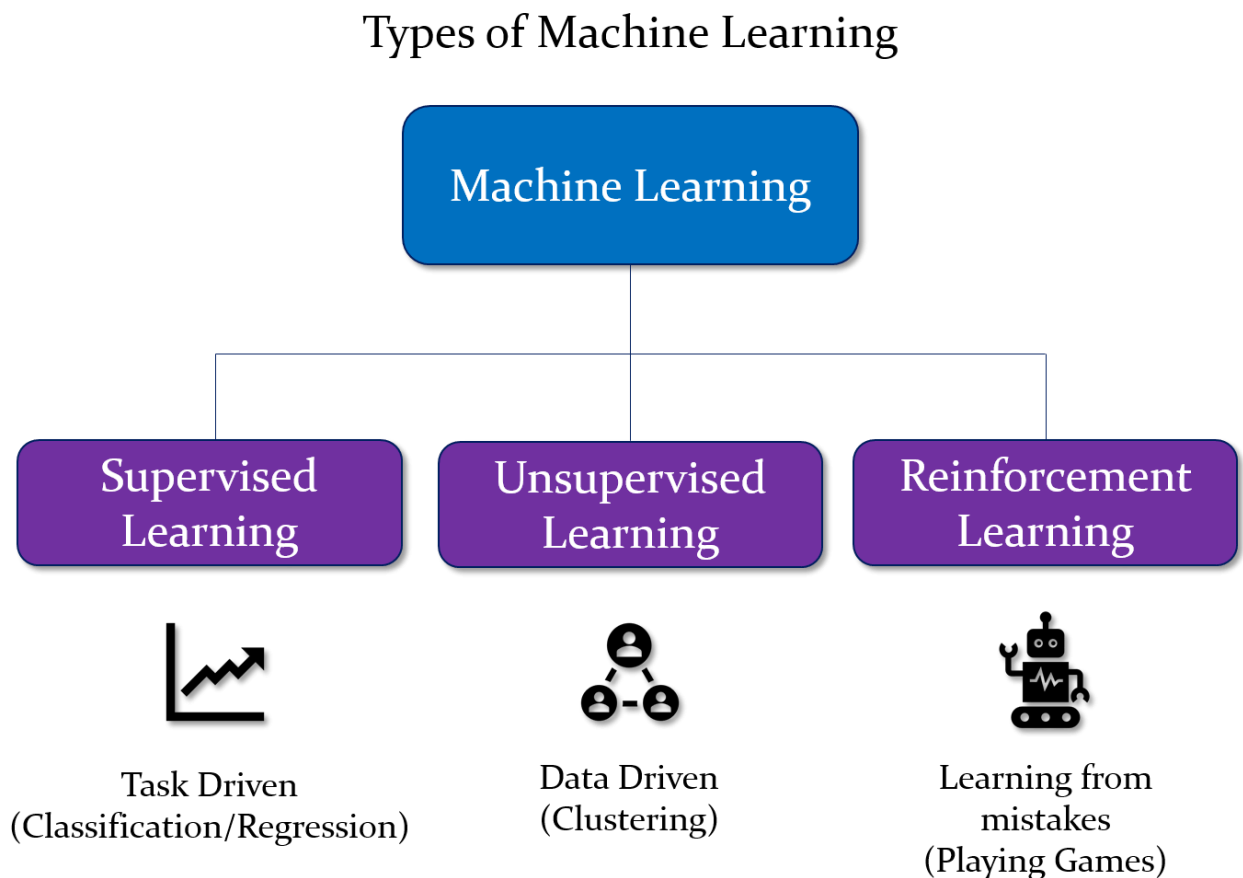 Types of Machine Learning
Machine Learning
Supervised
Learning
Unsupervised
Learning
Reinforcement
Learning
Task Driven
(Classification/Regression)
Data Driven
(Clustering)
Learning from
mistakes
(Playing Games)